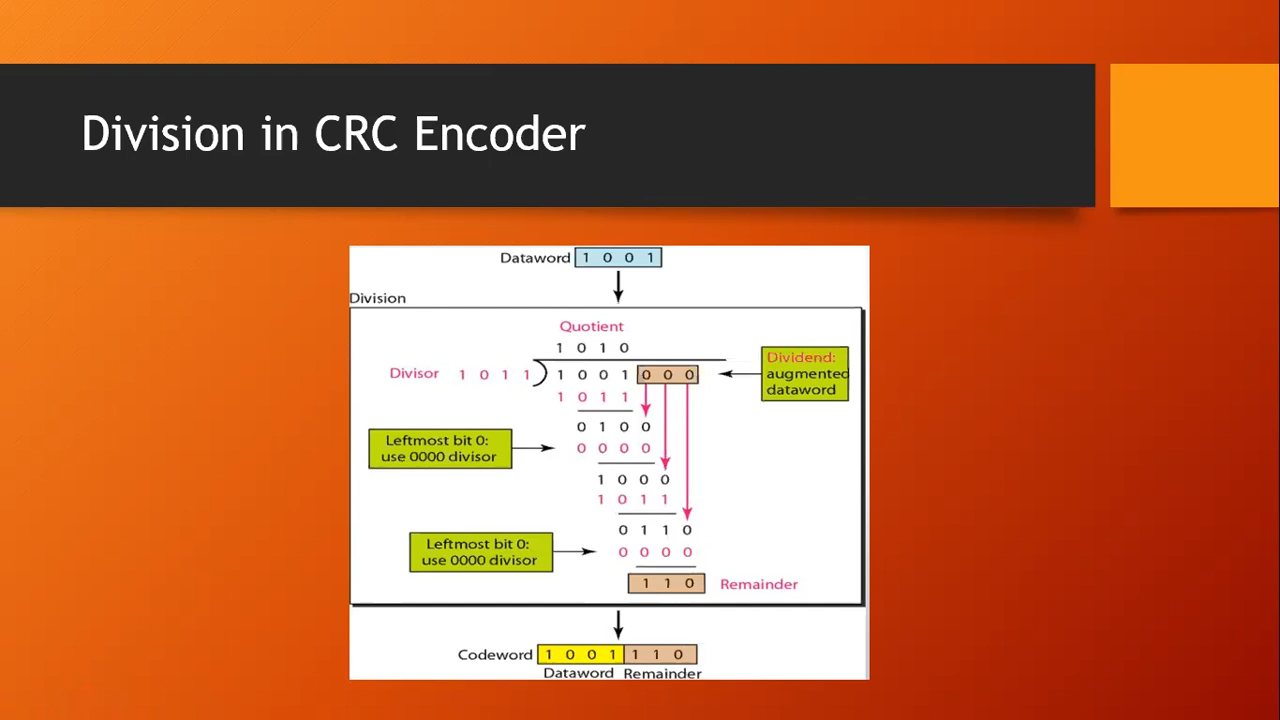 Division in CRC Encoder
Dataword 1 0 0 1
Division
Quotient
1 0 1 0
Divisor 1 0 1 1 1 0 0 1 0 0 0
Dividend:
augmented
dataword
1 0 1 1
0 1 0 0
Leftmost bit 0:
use 0000 divisor
0 0 0 0
1 0 0 0
1 0 1 1
0 1 1 0
Leftmost bit 0:
use 0000 divisor
0 0 0 0
1 1 0 Remainder
Codeword 1 0 0 1 1 1 0
Dataword Remainder